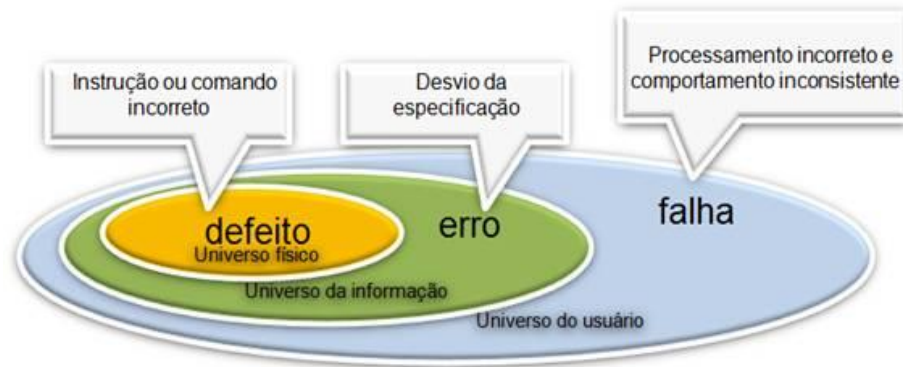 Instrução ou comando
incorreto
Desvio da
especificação
Processamento incorreto e
comportamento inconsistente
defeito
Universo físico
erro
Universo da informação
falha
Universo do usuário